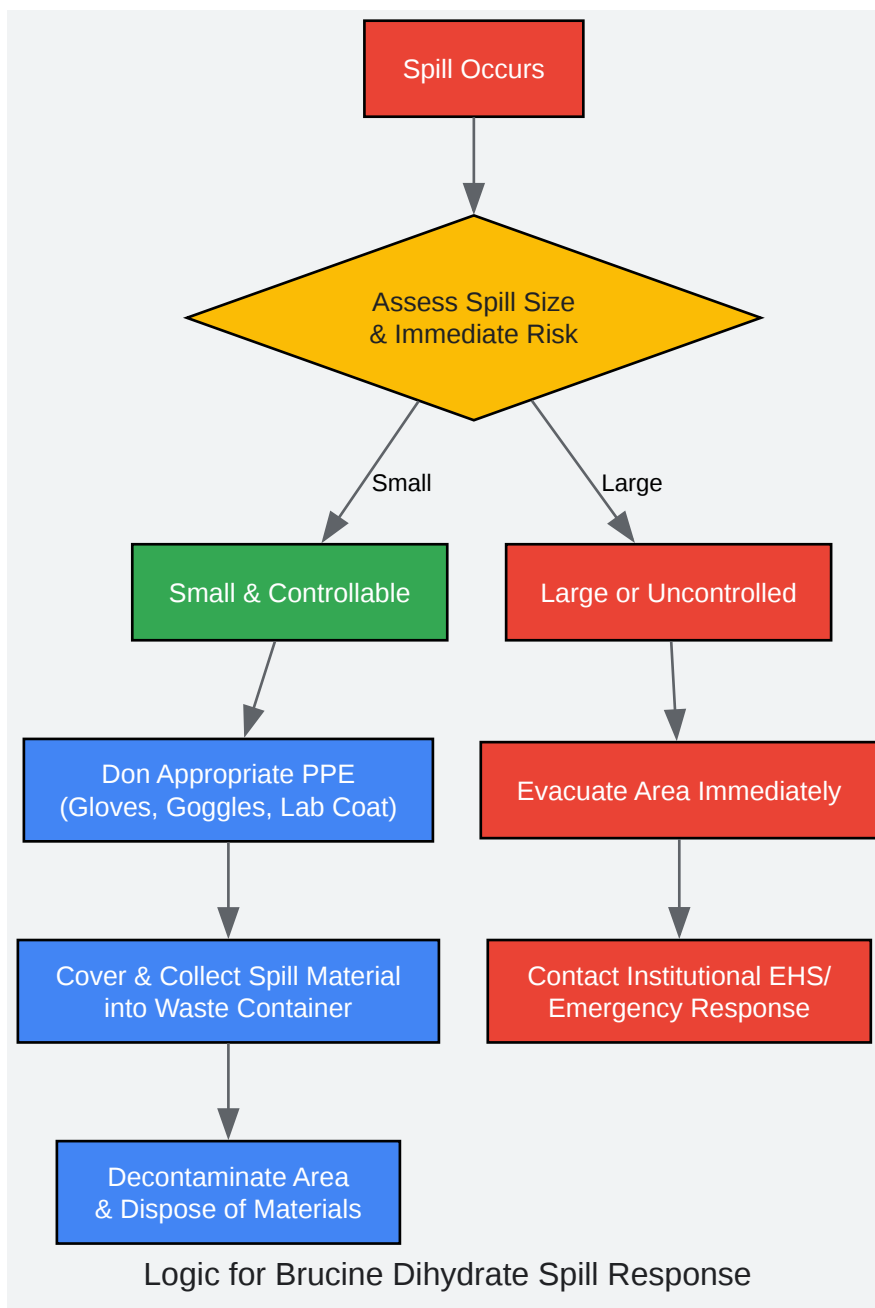 Spill Occurs
Assess Spill Size
& Immediate Risk
Small
Large
Small & Controllable
Large or Uncontrolled
Don Appropriate PPE
(Gloves, Goggles, Lab Coat)
Evacuate Area Immediately
Cover & Collect Spill Material
into Waste Container
Contact Institutional EHS/
Emergency Response
Decontaminate Area
& Dispose of Materials
Logic for Brucine Dihydrate Spill Response